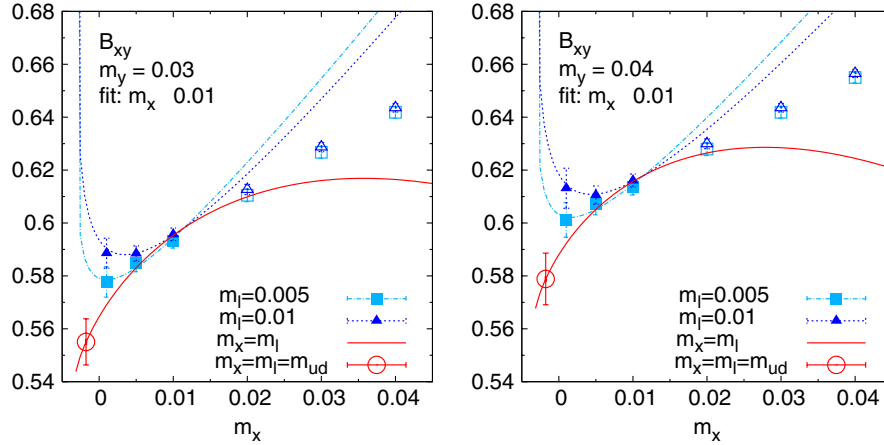 0.68
0.66
0.64
0.62
0.6
0.58
0.56
0.54
B_xy
m_y = 0.03
fit: m_x 0.01
m_l=0.005
m_l=0.01
m_x=m_l
m_x=m_l=m_ud
0 0.01 0.02 0.03 0.04
m_x
0.68
0.66
0.64
0.62
0.6
0.58
0.56
0.54
B_xy
m_y = 0.04
fit: m_x 0.01
m_l=0.005
m_l=0.01
m_x=m_l
m_x=m_l=m_ud
0 0.01 0.02 0.03 0.04
m_x